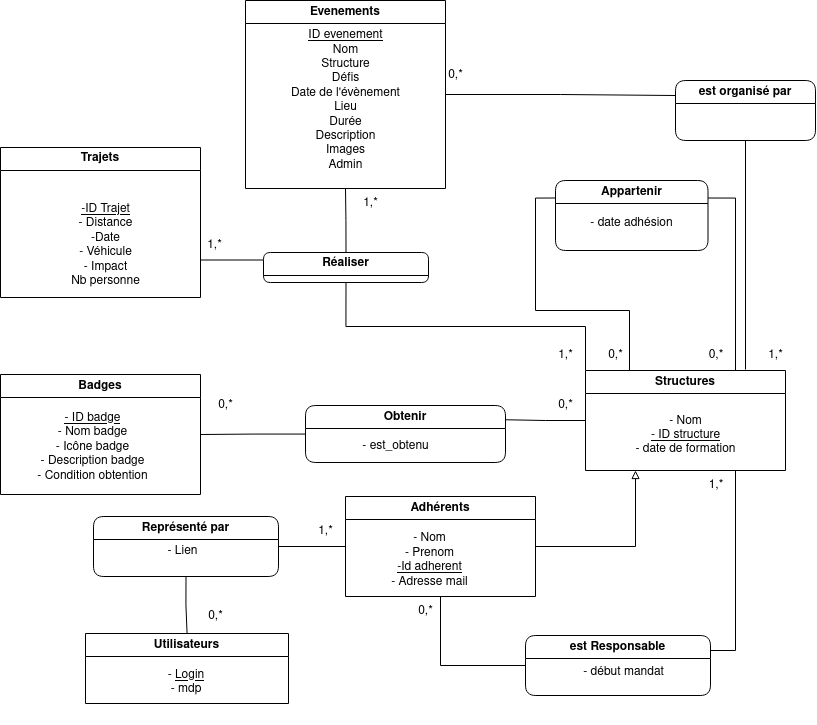 Evenements
ID evenement
Nom
Structure
Défis
Date de l'évènement
Lieu
Durée
Description
Images
Admin
0,*
est organisé par
1,*
Trajets
-ID Trajet
- Distance
-Date
- Véhicule
- Impact
Nb personne
1,*
Réaliser
Appartenir
- date adhésion
1,*
0,*
0,*
1,*
Structures
- Nom
- ID structure
- date de formation
Badges
- ID badge
- Nom badge
- Icône badge
- Description badge
- Condition obtention
0,*
Obtenir
- est_obtenu
0,*
1,*
Adhérents
- Nom
- Prenom
-Id adherent
- Adresse mail
Représenté par
- Lien
1,*
0,*
0,*
Utilisateurs
- Login
- mdp
est Responsable
- début mandat